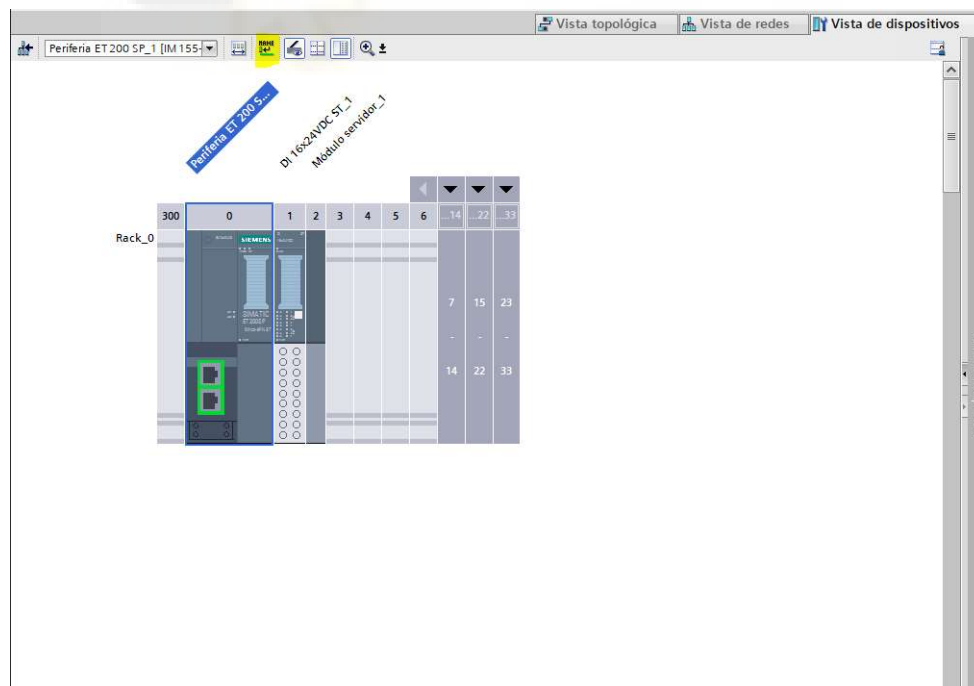 Vista topológica Vista de redes Vista de dispositivos
Periferia ET 200 SP_1 [IM 155-
NAME
Periferia ET 200 S...
DI 16x24VDC ST_1
Módulo servidor_1
300 0 1 2 3 4 5 6 ...14 ...22 ...33
Rack_0
SIEMENS
SIMATIC
ET 200SP
7 15 23
- - -
14 22 33